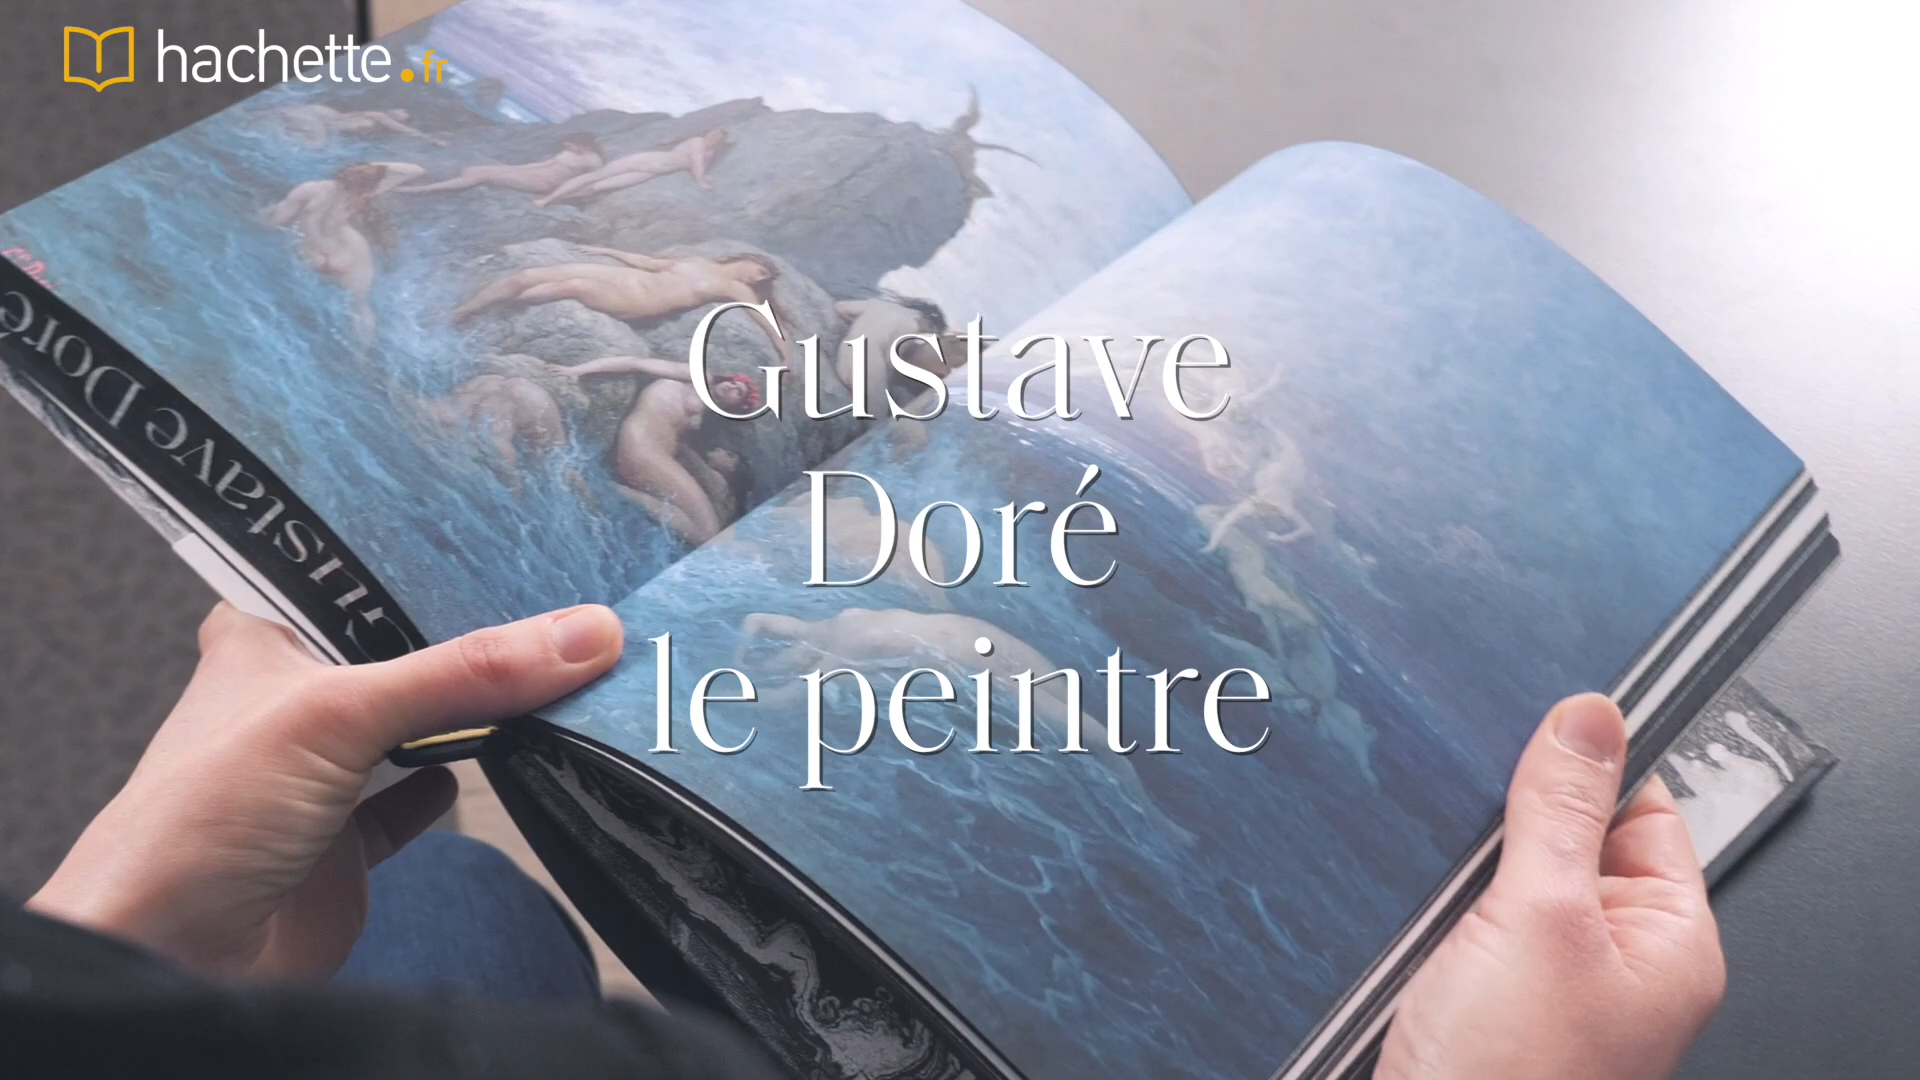 hachette.fr
Gustave
Doré
le peintre
Gustave Doré